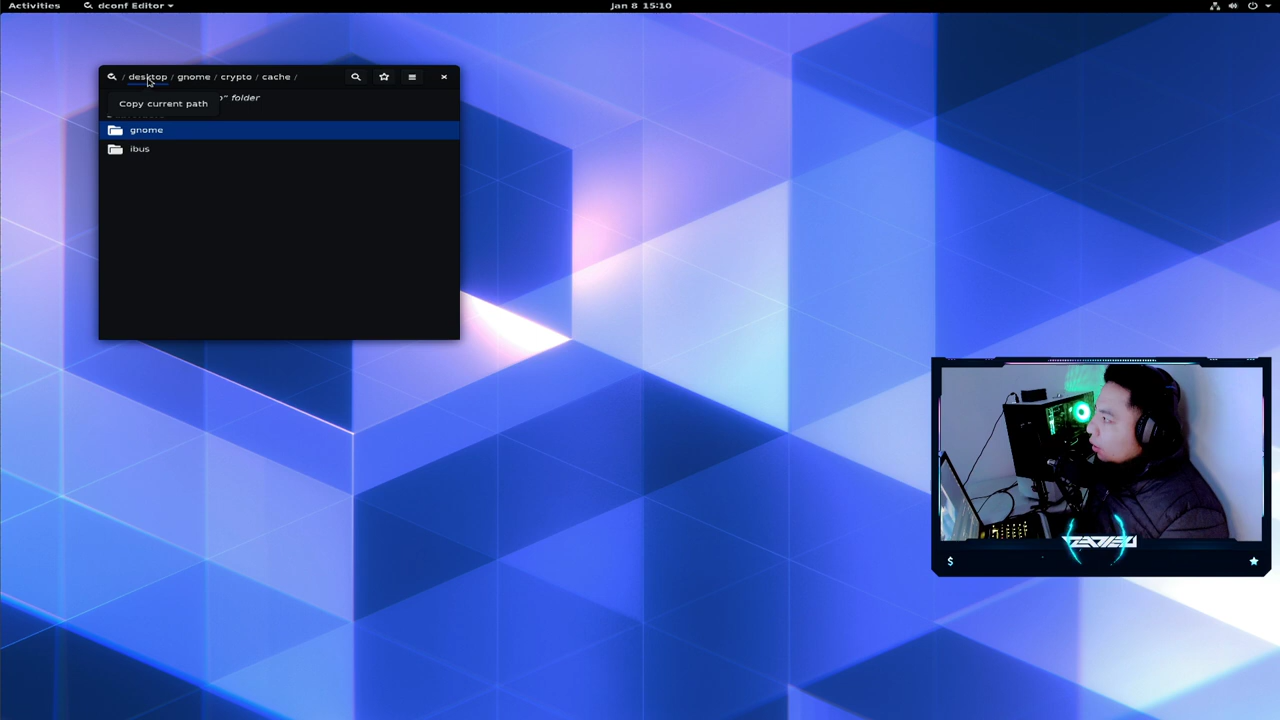 Activities dconf Editor Jan 8 15:10
/ desktop / gnome / crypto / cache /
Copy current path
" folder
gnome
ibus
$